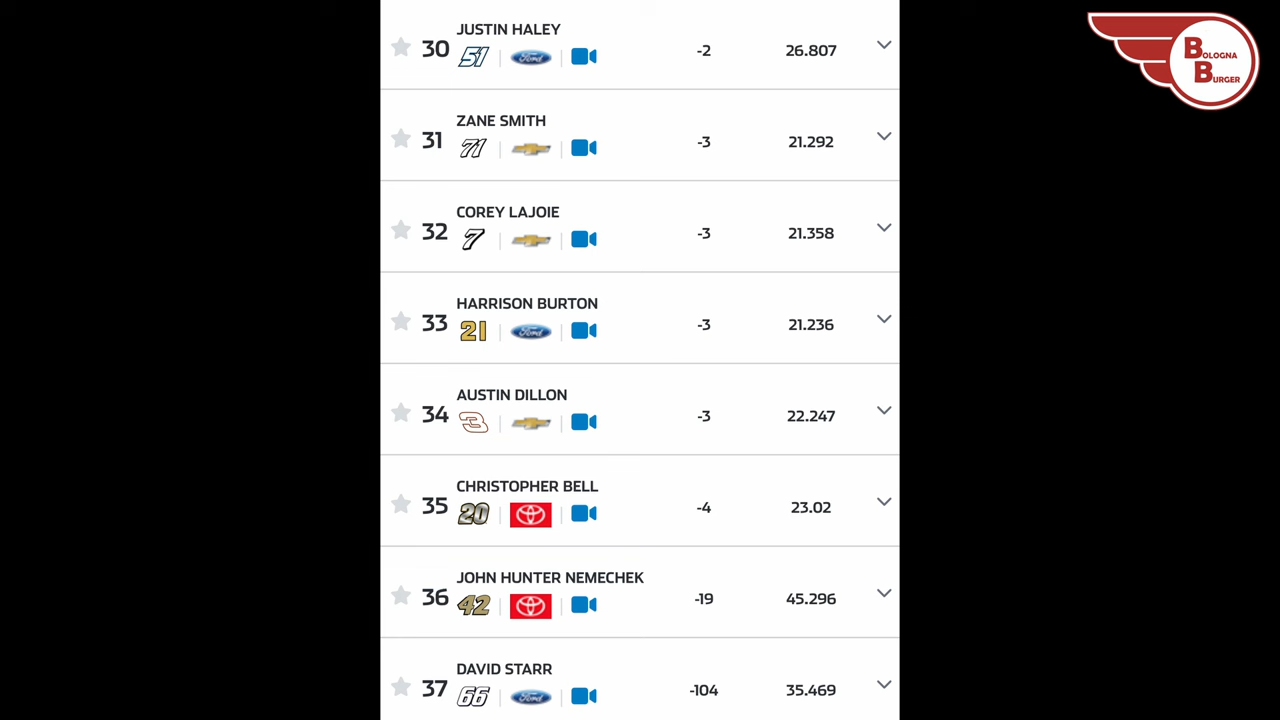 BOLOGNA
BURGER
JUSTIN HALEY
30 51 Ford -2 26.807
ZANE SMITH
31 71 -3 21.292
COREY LAJOIE
32 7 -3 21.358
HARRISON BURTON
33 21 Ford -3 21.236
AUSTIN DILLON
34 3 -3 22.247
CHRISTOPHER BELL
35 20 -4 23.02
JOHN HUNTER NEMECHEK
36 42 -19 45.296
DAVID STARR
37 66 Ford -104 35.469